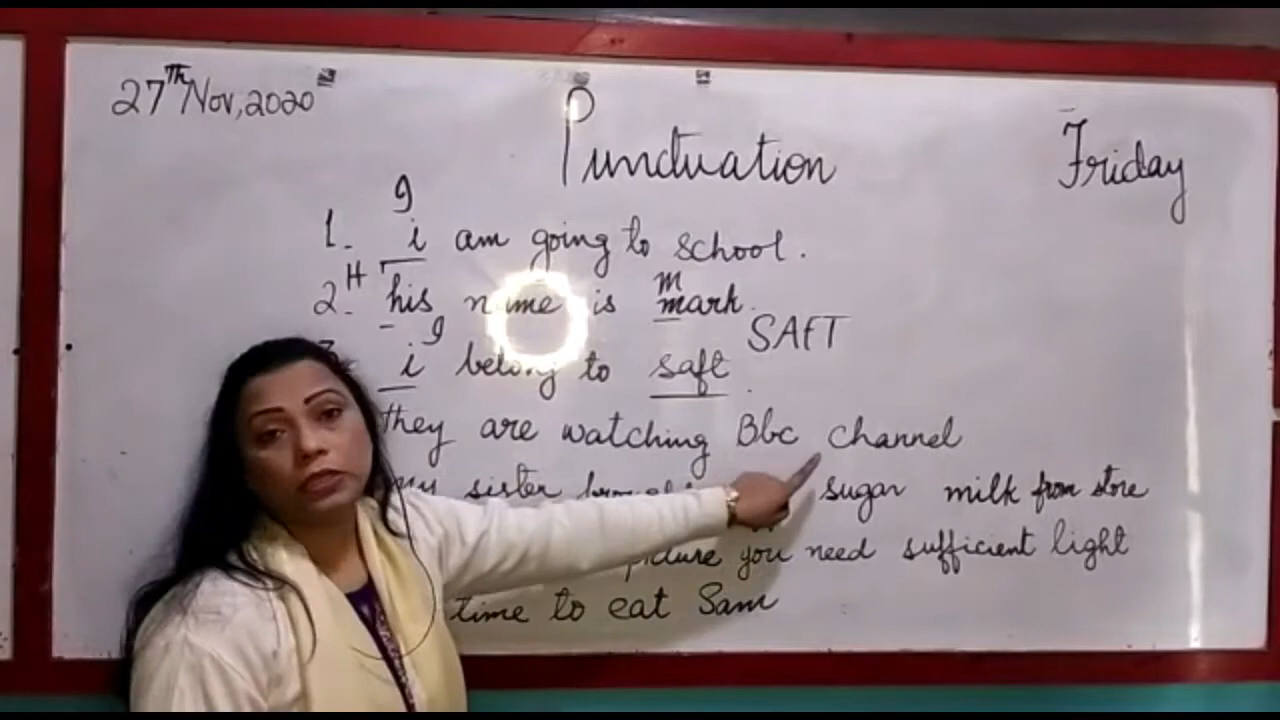 27Th Nov, 2020
Punctuation
Friday
I
1. i am going to school.
H m
2. his name is mark.
I SAFT
i belong to saft.
they are watching Bbc channel
my sister sugar milk from store
picture you need sufficient light
time to eat Sam